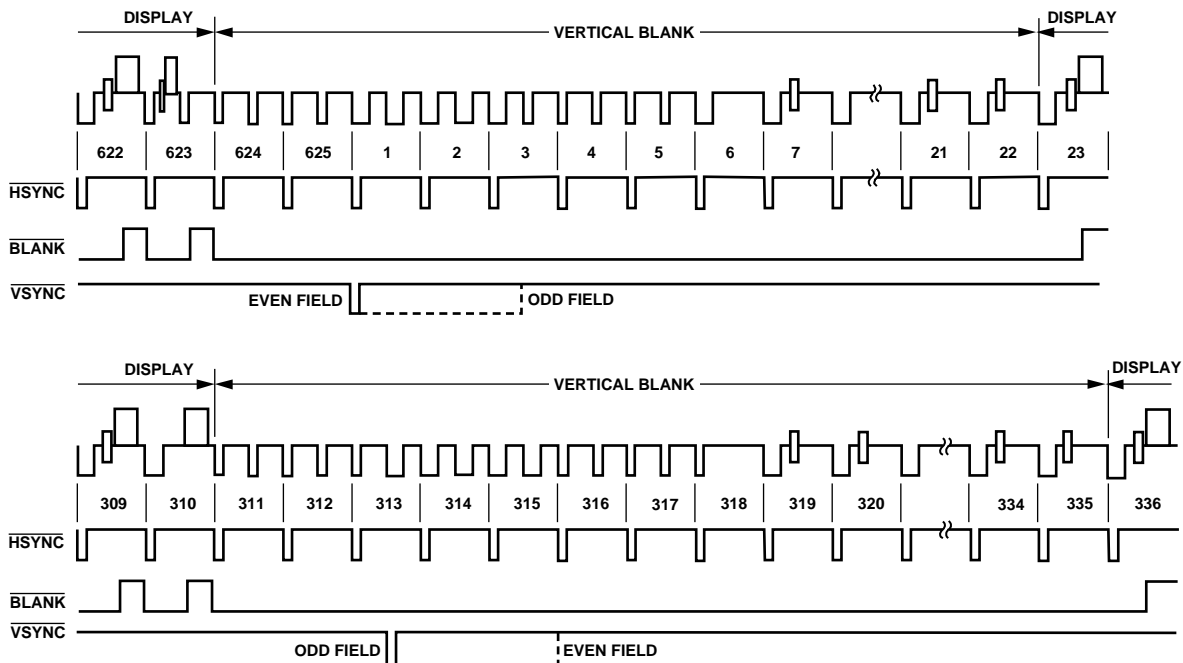 DISPLAY VERTICAL BLANK DISPLAY
622 623 624 625 1 2 3 4 5 6 7 21 22 23
HSYNC
BLANK
VSYNC
EVEN FIELD ODD FIELD
DISPLAY VERTICAL BLANK DISPLAY
309 310 311 312 313 314 315 316 317 318 319 320 334 335 336
HSYNC
BLANK
VSYNC
ODD FIELD EVEN FIELD